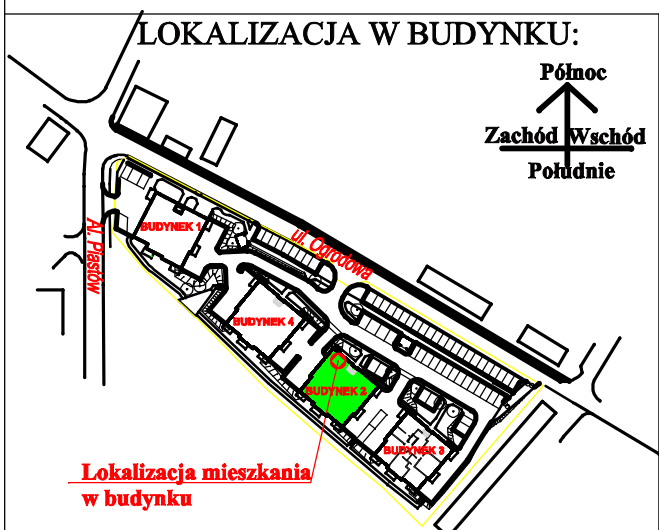 LOKALIZACJA W BUDYNKU:
Północ
Zachód Wschód
Południe
BUDYNEK 1
ul. Ogrodowa
Al. Piastów
BUDYNEK 4
BUDYNEK 2
BUDYNEK 3
Lokalizacja mieszkania
w budynku